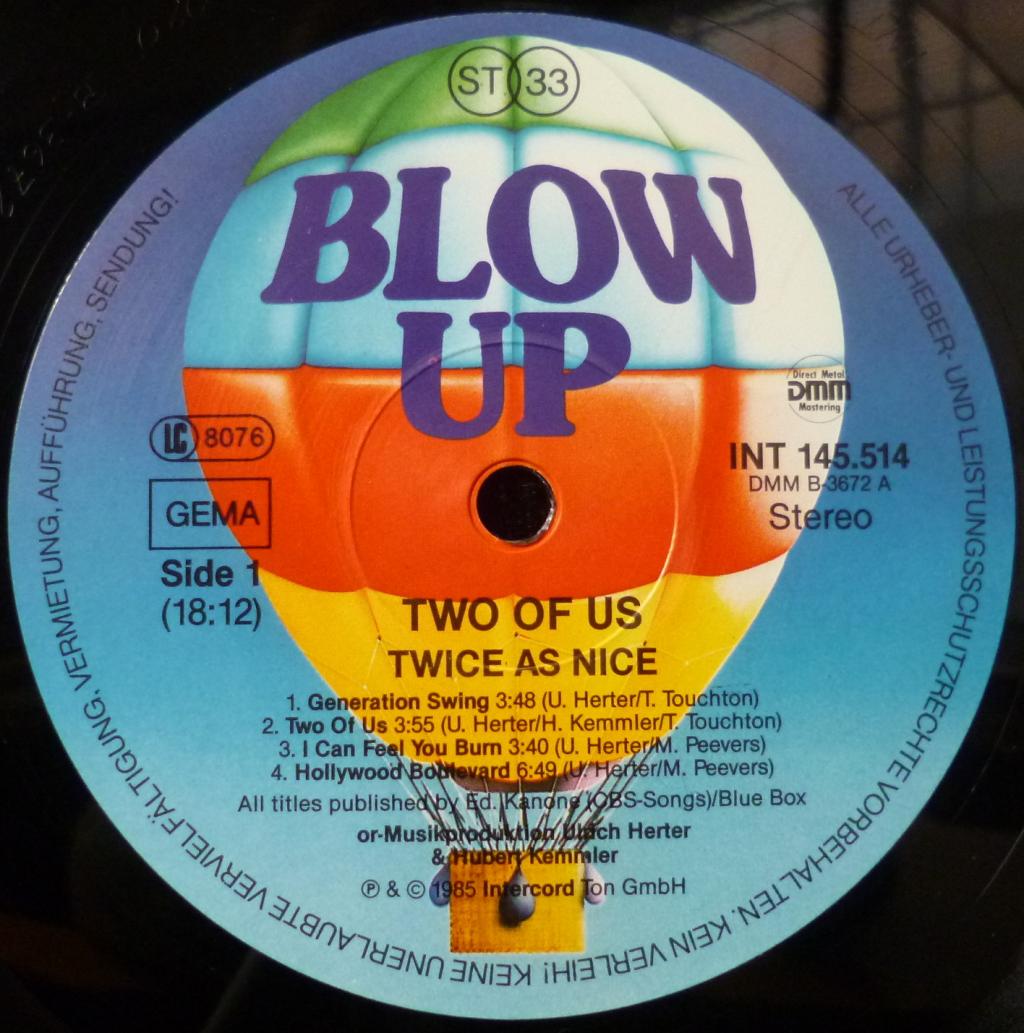 ST 33
BLOW
UP
Direct Metal
DMM
Mastering
LC 8076
GEMA
Side 1
(18:12)
INT 145.514
DMM B-3672 A
Stereo
TWO OF US
TWICE AS NICE
1. Generation Swing 3:48 (U. Herter/T. Touchton)
2. Two Of Us 3:55 (U. Herter/H. Kemmler/T. Touchton)
3. I Can Feel You Burn 3:40 (U. Herter/M. Peevers)
4. Hollywood Boulevard 6:49 (U. Herter/M. Peevers)
All titles published by Ed. Kanone (CBS-Songs)/Blue Box
or-Musikproduktion Ulrich Herter
& Hubert Kemmler
℗ & © 1985 Intercord Ton GmbH
ALLE URHEBER- UND LEISTUNGSSCHUTZRECHTE VORBEHALTEN. KEIN VERLEIH! KEINE UNERLAUBTE VERVIELFÄLTIGUNG, VERMIETUNG, AUFFÜHRUNG, SENDUNG!